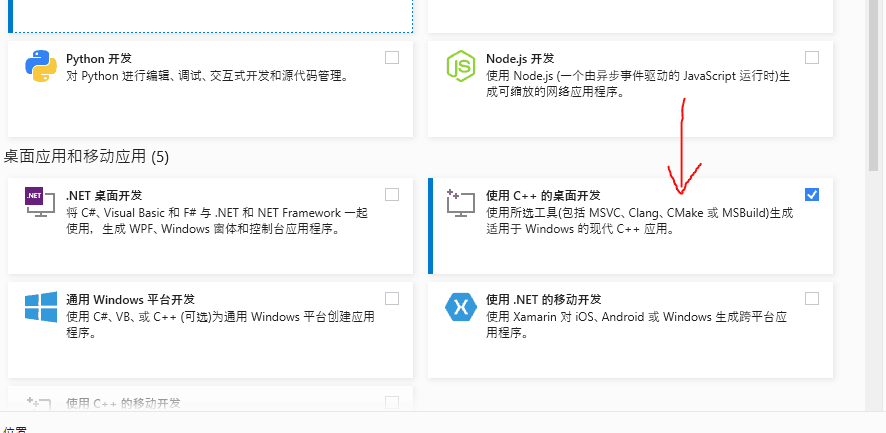 Python 开发
对 Python 进行编辑、调试、交互式开发和源代码管理。
Node.js 开发
使用 Node.js (一个由异步事件驱动的 JavaScript 运行时)生
成可缩放的网络应用程序。
桌面应用和移动应用 (5)
.NET
.NET 桌面开发
将 C#、Visual Basic 和 F# 与 .NET 和 NET Framework 一起
使用，生成 WPF、Windows 窗体和控制台应用程序。
使用 C++ 的桌面开发
使用所选工具(包括 MSVC、Clang、CMake 或 MSBuild)生成
适用于 Windows 的现代 C++ 应用。
通用 Windows 平台开发
使用 C#、VB、或 C++ (可选)为通用 Windows 平台创建应用
程序。
使用 .NET 的移动开发
使用 Xamarin 对 iOS、Android 或 Windows 生成跨平台应
用程序。
使用 C++ 的移动开发
位置